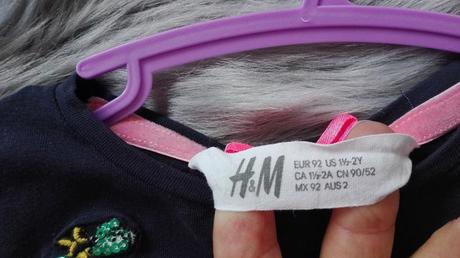 H&M
EUR 92 US 1½-2Y
CA 1½-2A CN 90/52
MX 92 AUS 2